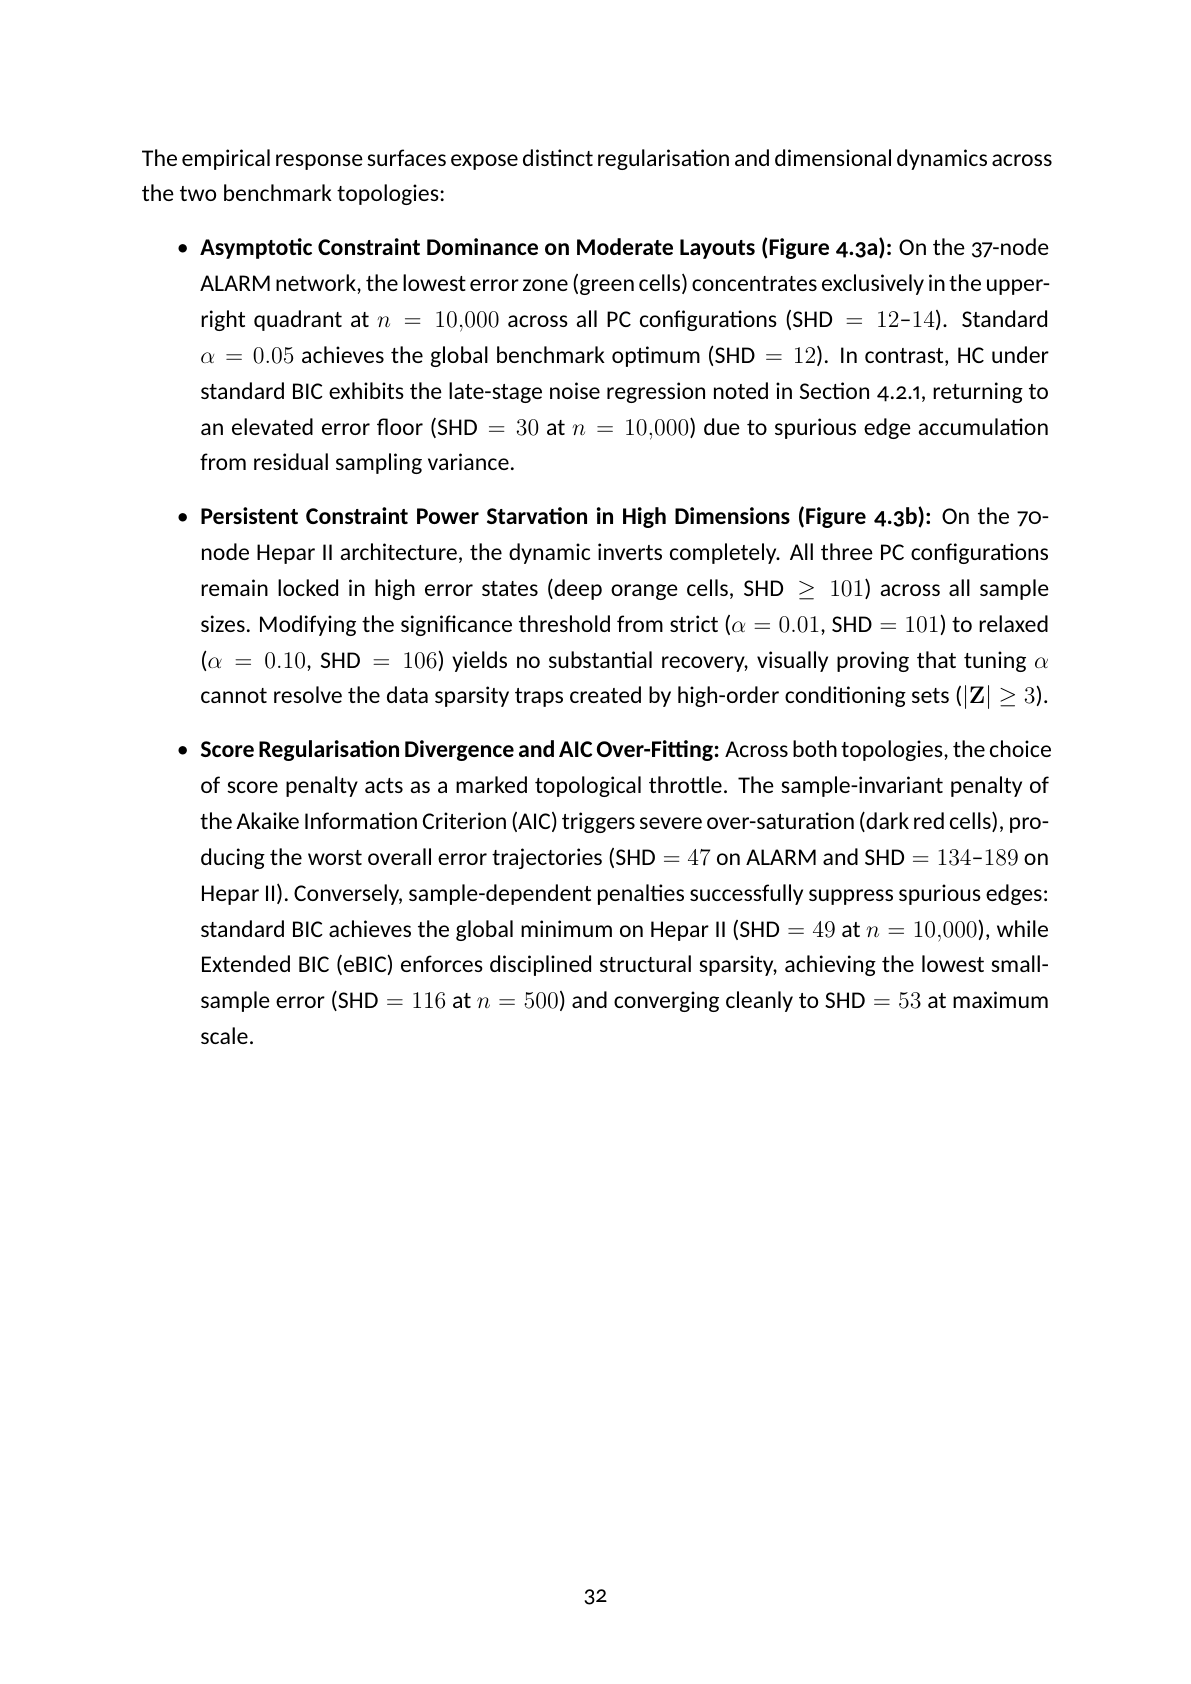 The empirical response surfaces expose distinct regularisation and dimensional dynamics across
the two benchmark topologies:
• Asymptotic Constraint Dominance on Moderate Layouts (Figure 4.3a): On the 37-node
ALARM network, the lowest error zone (green cells) concentrates exclusively in the upper-
right quadrant at n = 10,000 across all PC configurations (SHD = 12–14). Standard
α = 0.05 achieves the global benchmark optimum (SHD = 12). In contrast, HC under
standard BIC exhibits the late-stage noise regression noted in Section 4.2.1, returning to
an elevated error floor (SHD = 30 at n = 10,000) due to spurious edge accumulation
from residual sampling variance.
• Persistent Constraint Power Starvation in High Dimensions (Figure 4.3b): On the 70-
node Hepar II architecture, the dynamic inverts completely. All three PC configurations
remain locked in high error states (deep orange cells, SHD ≥ 101) across all sample
sizes. Modifying the significance threshold from strict (α = 0.01, SHD = 101) to relaxed
(α = 0.10, SHD = 106) yields no substantial recovery, visually proving that tuning α
cannot resolve the data sparsity traps created by high-order conditioning sets (|Z| ≥ 3).
• Score Regularisation Divergence and AIC Over-Fitting: Across both topologies, the choice
of score penalty acts as a marked topological throttle. The sample-invariant penalty of
the Akaike Information Criterion (AIC) triggers severe over-saturation (dark red cells), pro-
ducing the worst overall error trajectories (SHD = 47 on ALARM and SHD = 134–189 on
Hepar II). Conversely, sample-dependent penalties successfully suppress spurious edges:
standard BIC achieves the global minimum on Hepar II (SHD = 49 at n = 10,000), while
Extended BIC (eBIC) enforces disciplined structural sparsity, achieving the lowest small-
sample error (SHD = 116 at n = 500) and converging cleanly to SHD = 53 at maximum
scale.
32